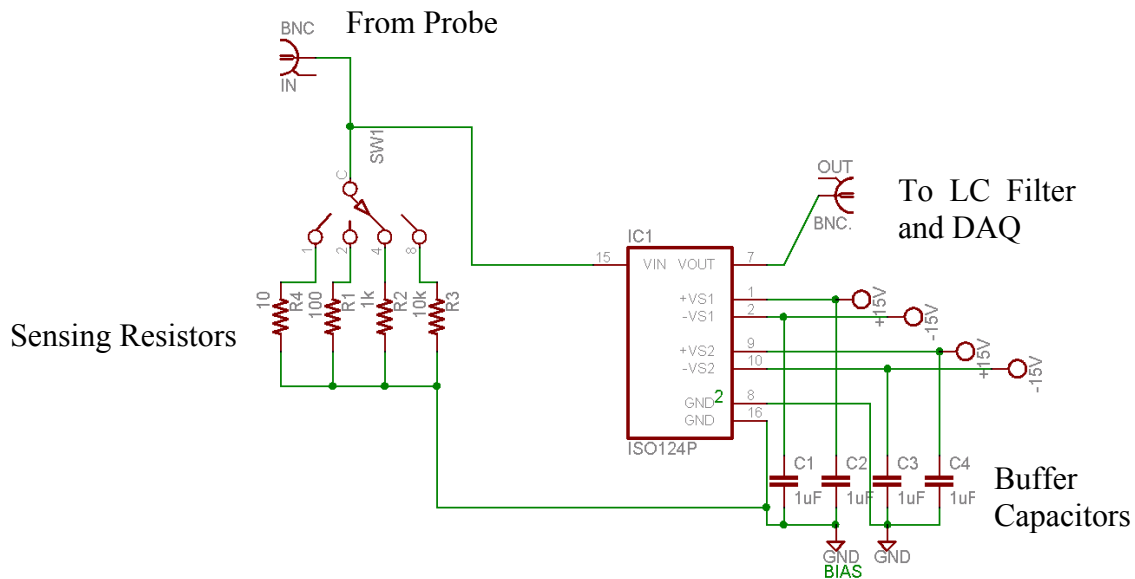 From Probe
BNC
IN
SW1
C
1
2
4
8
10
R4
100
R1
1k
R2
10k
R3
Sensing Resistors
OUT
BNC.
To LC Filter
and DAQ
IC1
15
VIN VOUT
7
+VS1
1
-VS1
2
+VS2
9
-VS2
10
GND2
8
GND
16
ISO124P
+15V
-15V
+15V
-15V
C1
1uF
C2
1uF
C3
1uF
C4
1uF
Buffer
Capacitors
GND
BIAS
GND